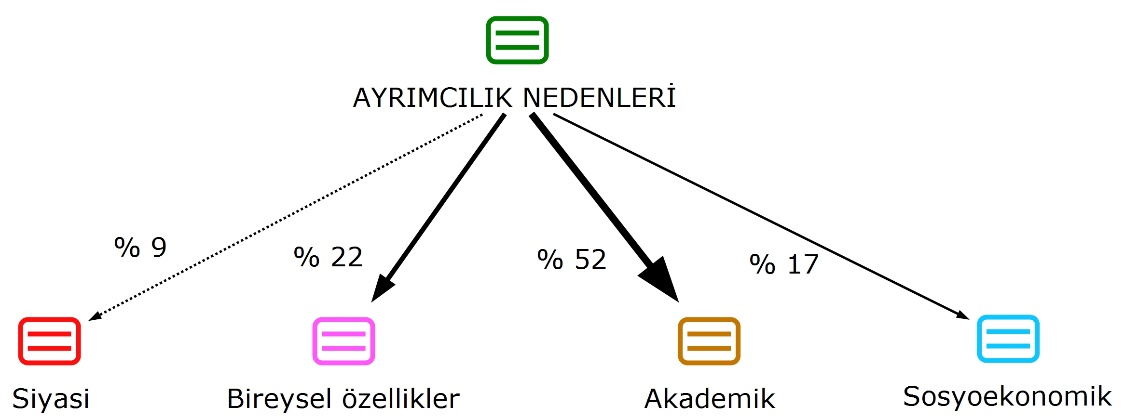 AYRIMCILIK NEDENLERİ
% 9
% 22
% 52
% 17
Siyasi
Bireysel özellikler
Akademik
Sosyoekonomik